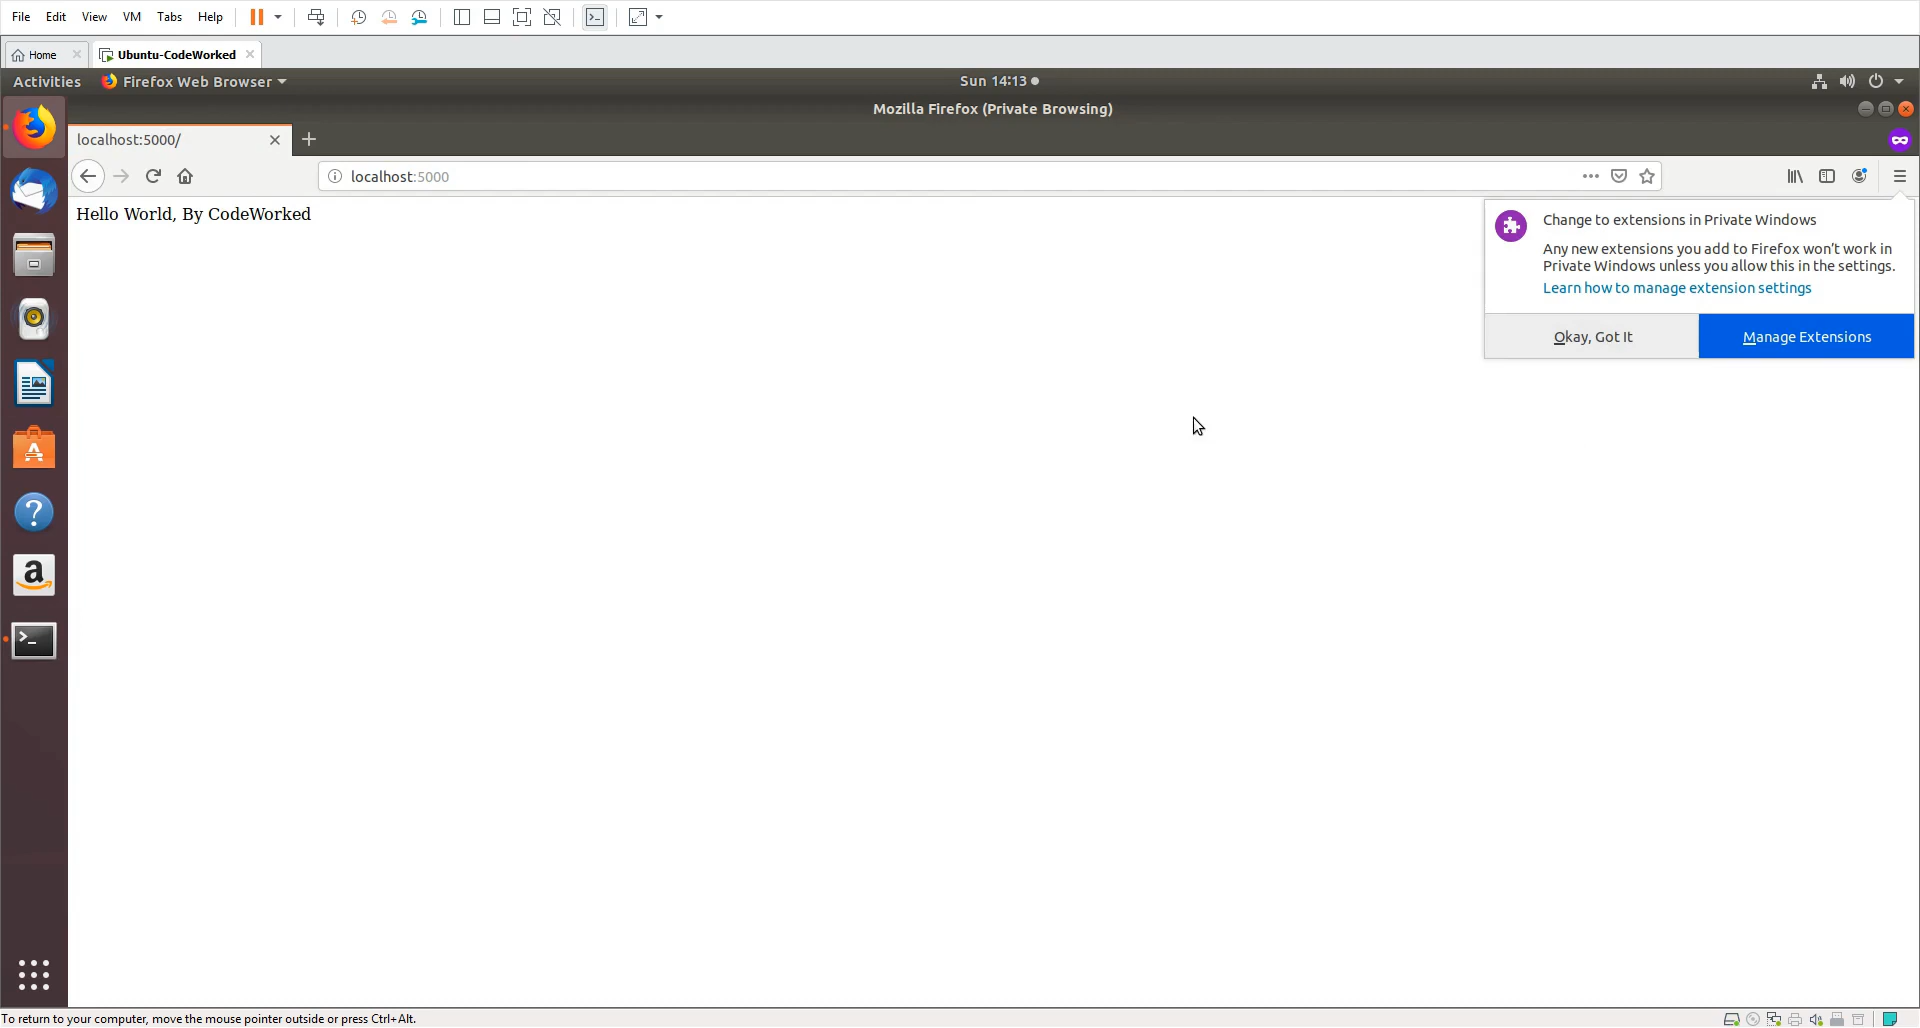 File Edit View VM Tabs Help
Home Ubuntu-CodeWorked
Activities Firefox Web Browser Sun 14:13
Mozilla Firefox (Private Browsing)
localhost:5000/
localhost:5000
Hello World, By CodeWorked
Change to extensions in Private Windows
Any new extensions you add to Firefox won't work in
Private Windows unless you allow this in the settings.
Learn how to manage extension settings
Okay, Got It Manage Extensions
To return to your computer, move the mouse pointer outside or press Ctrl+Alt.